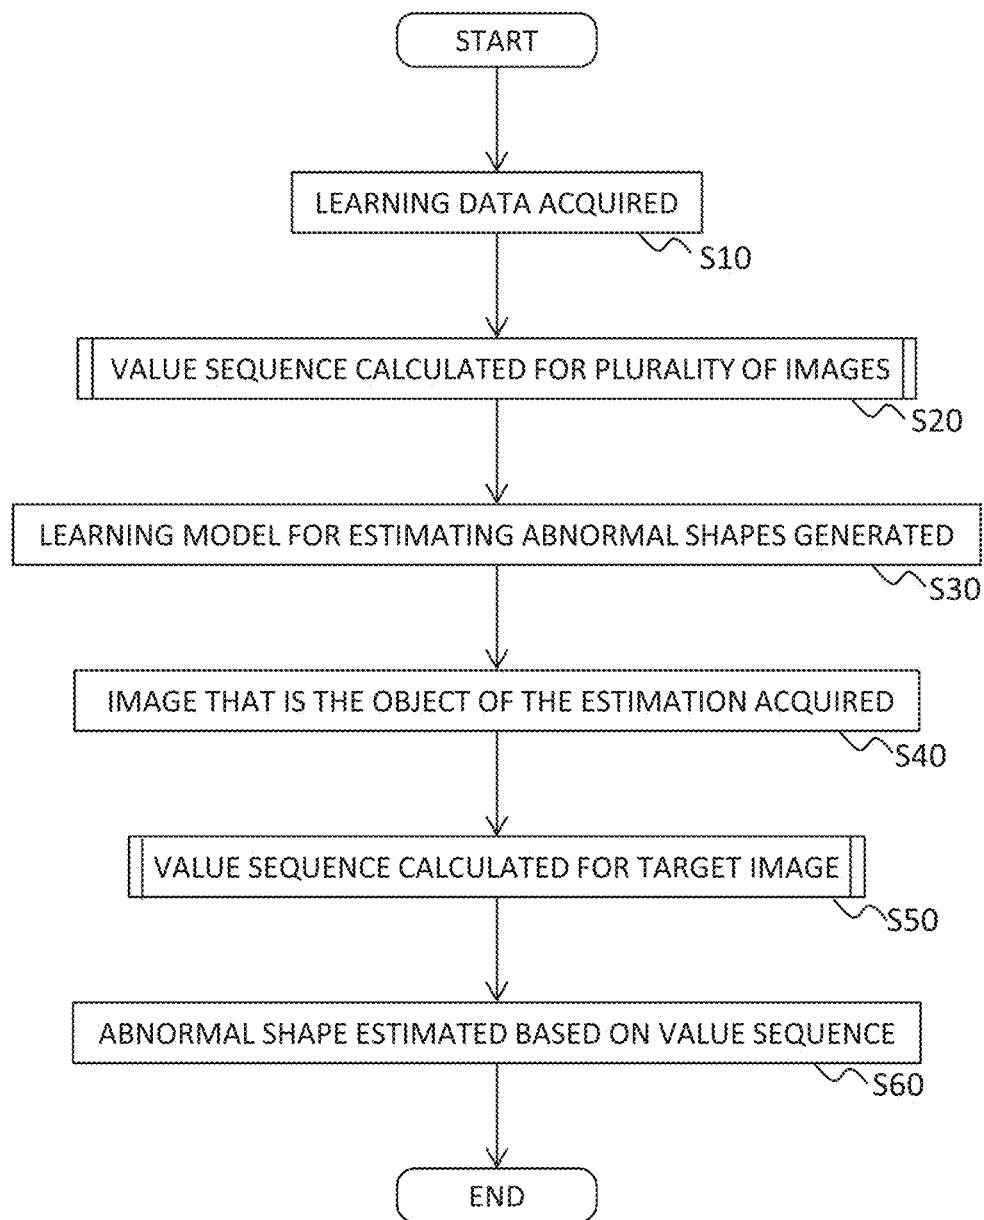 START
LEARNING DATA ACQUIRED
S10
VALUE SEQUENCE CALCULATED FOR PLURALITY OF IMAGES
S20
LEARNING MODEL FOR ESTIMATING ABNORMAL SHAPES GENERATED
S30
IMAGE THAT IS THE OBJECT OF THE ESTIMATION ACQUIRED
S40
VALUE SEQUENCE CALCULATED FOR TARGET IMAGE
S50
ABNORMAL SHAPE ESTIMATED BASED ON VALUE SEQUENCE
S60
END